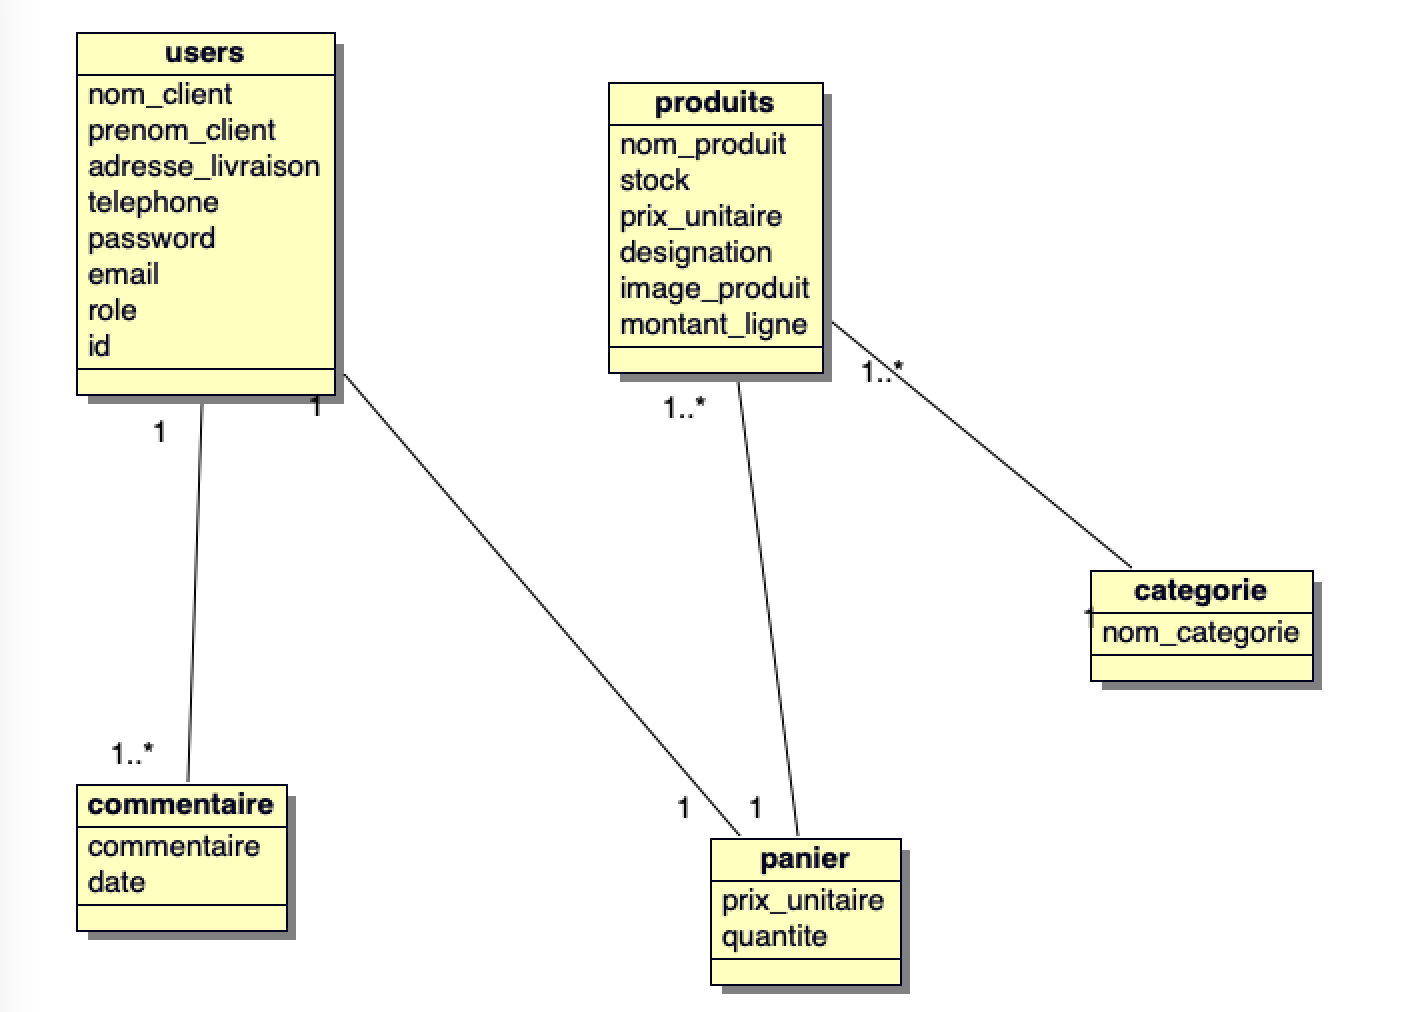 users
nom_client
prenom_client
adresse_livraison
telephone
password
email
role
id
1
1
produits
nom_produit
stock
prix_unitaire
designation
image_produit
montant_ligne
1..*
1..*
categorie
1
nom_categorie
1..*
commentaire
commentaire
date
1
1
panier
prix_unitaire
quantite